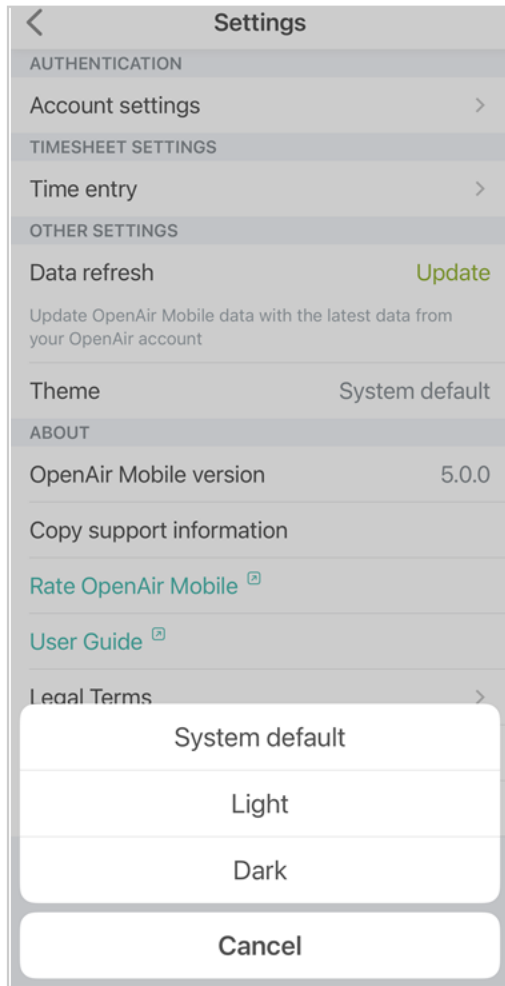 Settings
AUTHENTICATION
Account settings
TIMESHEET SETTINGS
Time entry
OTHER SETTINGS
Data refresh Update
Update OpenAir Mobile data with the latest data from
your OpenAir account
Theme System default
ABOUT
OpenAir Mobile version 5.0.0
Copy support information
Rate OpenAir Mobile
User Guide
Legal Terms
System default
Light
Dark
Cancel